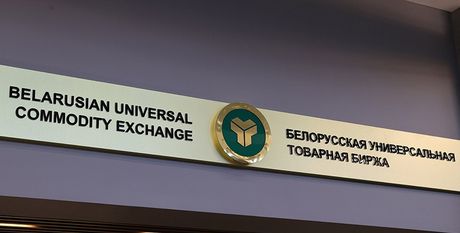 BELARUSIAN UNIVERSAL
COMMODITY EXCHANGE
БЕЛОРУССКАЯ УНИВЕРСАЛЬНАЯ
ТОВАРНАЯ БИРЖА